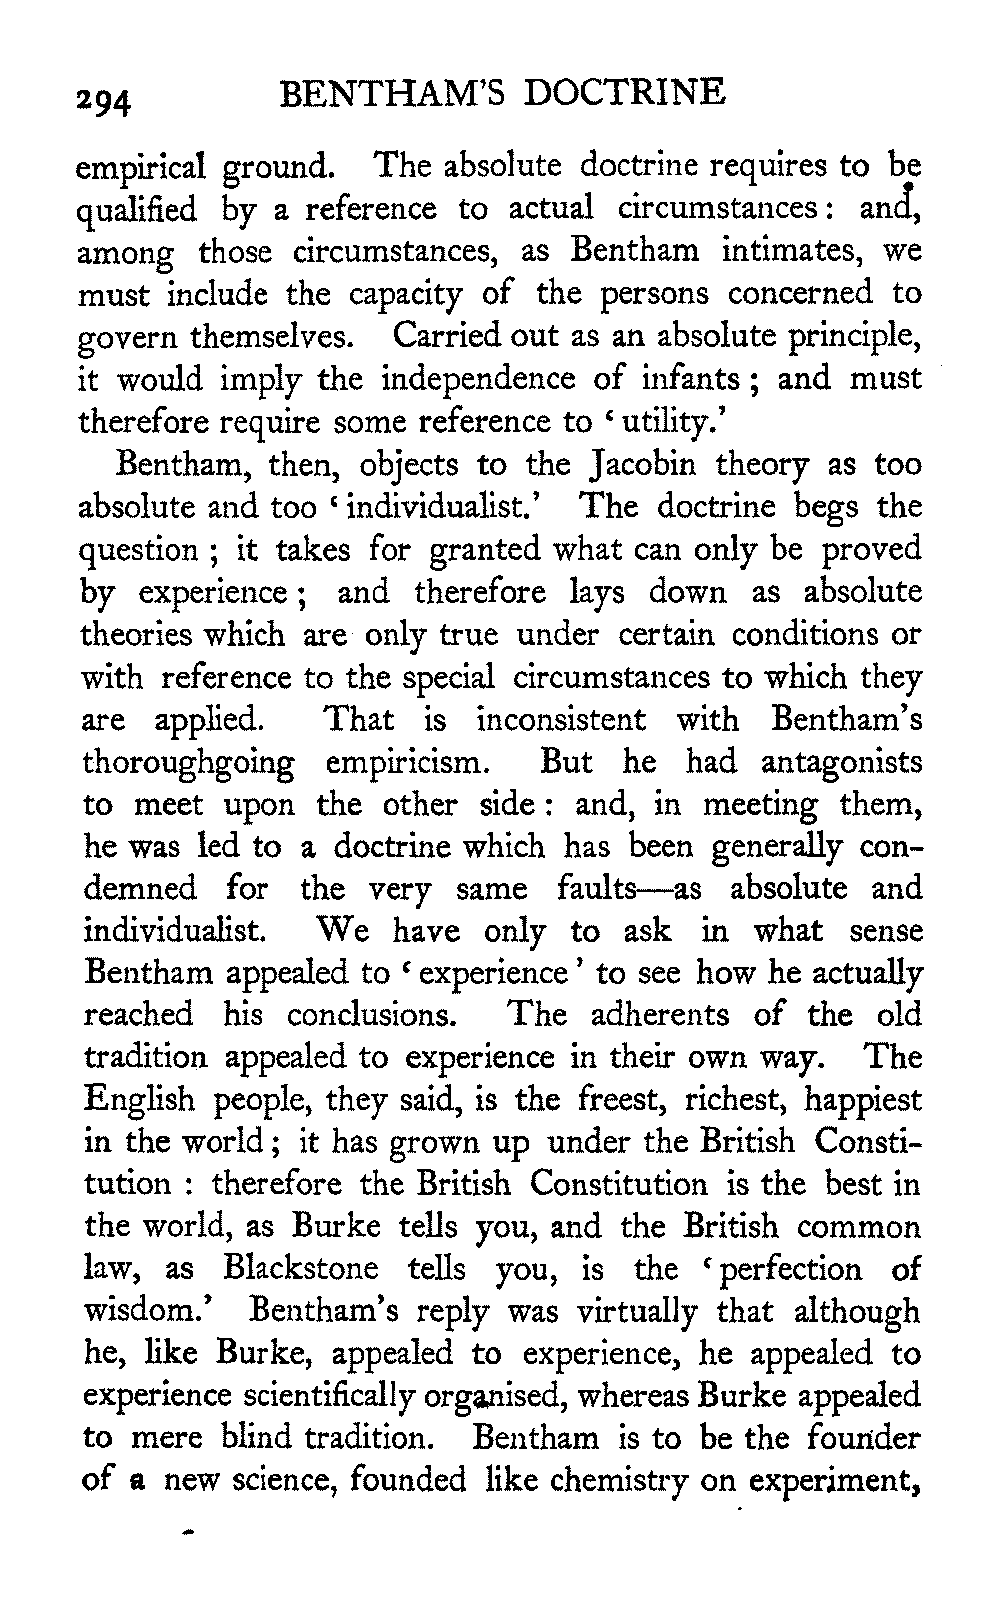 294 BENTHAM'S DOCTRINE
empirical ground. The absolute doctrine requires to be
qualified by a reference to actual circumstances: and,
among those circumstances, as Bentham intimates, we
must include the capacity of the persons concerned to
govern themselves. Carried out as an absolute principle,
it would imply the independence of infants ; and must
therefore require some reference to ‘ utility.’
Bentham, then, objects to the Jacobin theory as too
absolute and too ‘ individualist.’ The doctrine begs the
question ; it takes for granted what can only be proved
by experience ; and therefore lays down as absolute
theories which are only true under certain conditions or
with reference to the special circumstances to which they
are applied. That is inconsistent with Bentham’s
thoroughgoing empiricism. But he had antagonists
to meet upon the other side : and, in meeting them,
he was led to a doctrine which has been generally con-
demned for the very same faults—as absolute and
individualist. We have only to ask in what sense
Bentham appealed to ‘ experience ’ to see how he actually
reached his conclusions. The adherents of the old
tradition appealed to experience in their own way. The
English people, they said, is the freest, richest, happiest
in the world ; it has grown up under the British Consti-
tution : therefore the British Constitution is the best in
the world, as Burke tells you, and the British common
law, as Blackstone tells you, is the ‘ perfection of
wisdom.’ Bentham’s reply was virtually that although
he, like Burke, appealed to experience, he appealed to
experience scientifically organised, whereas Burke appealed
to mere blind tradition. Bentham is to be the founder
of a new science, founded like chemistry on experiment,